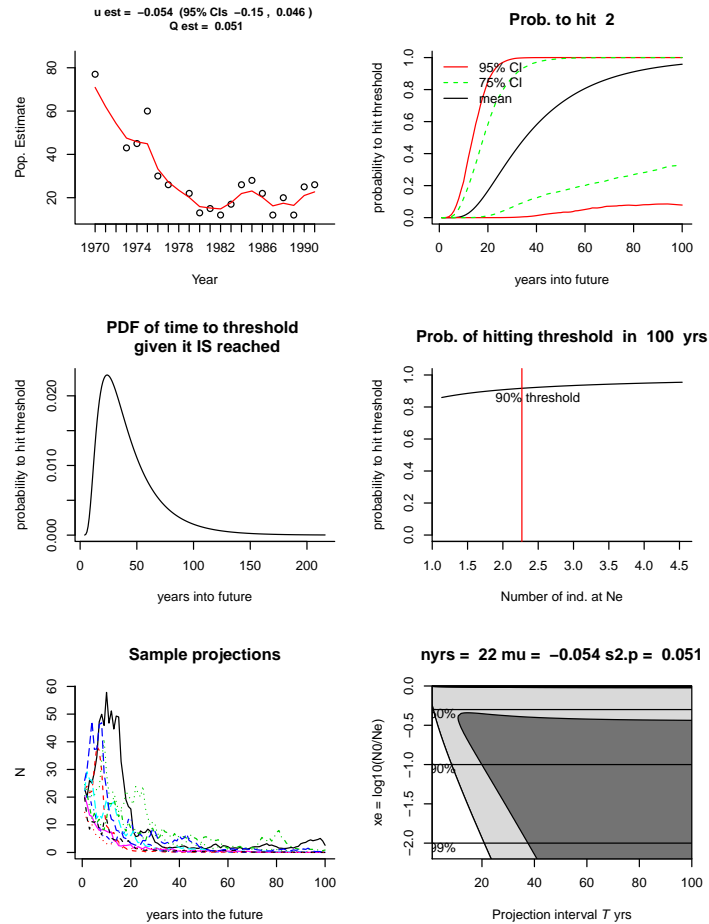 u est = −0.054 (95% CIs −0.15 , 0.046 )
Q est = 0.051
Pop. Estimate
80
60
40
20
1970 1974 1978 1982 1986 1990
Year
Prob. to hit 2
probability to hit threshold
1.0
0.8
0.6
0.4
0.2
0.0
95% CI
75% CI
mean
0 20 40 60 80 100
years into future
PDF of time to threshold
given it IS reached
probability to hit threshold
0.020
0.010
0.000
0 50 100 150 200
years into future
Prob. of hitting threshold in 100 yrs
probability to hit threshold
1.0
0.8
0.6
0.4
0.2
0.0
90% threshold
1.0 1.5 2.0 2.5 3.0 3.5 4.0 4.5
Number of ind. at Ne
Sample projections
N
60
50
40
30
20
10
0
0 20 40 60 80 100
years into the future
nyrs = 22 mu = −0.054 s2.p = 0.051
xe = log10(N0/Ne)
0.0
−0.5
−1.0
−1.5
−2.0
90%
99%
20 40 60 80 100
Projection interval T yrs